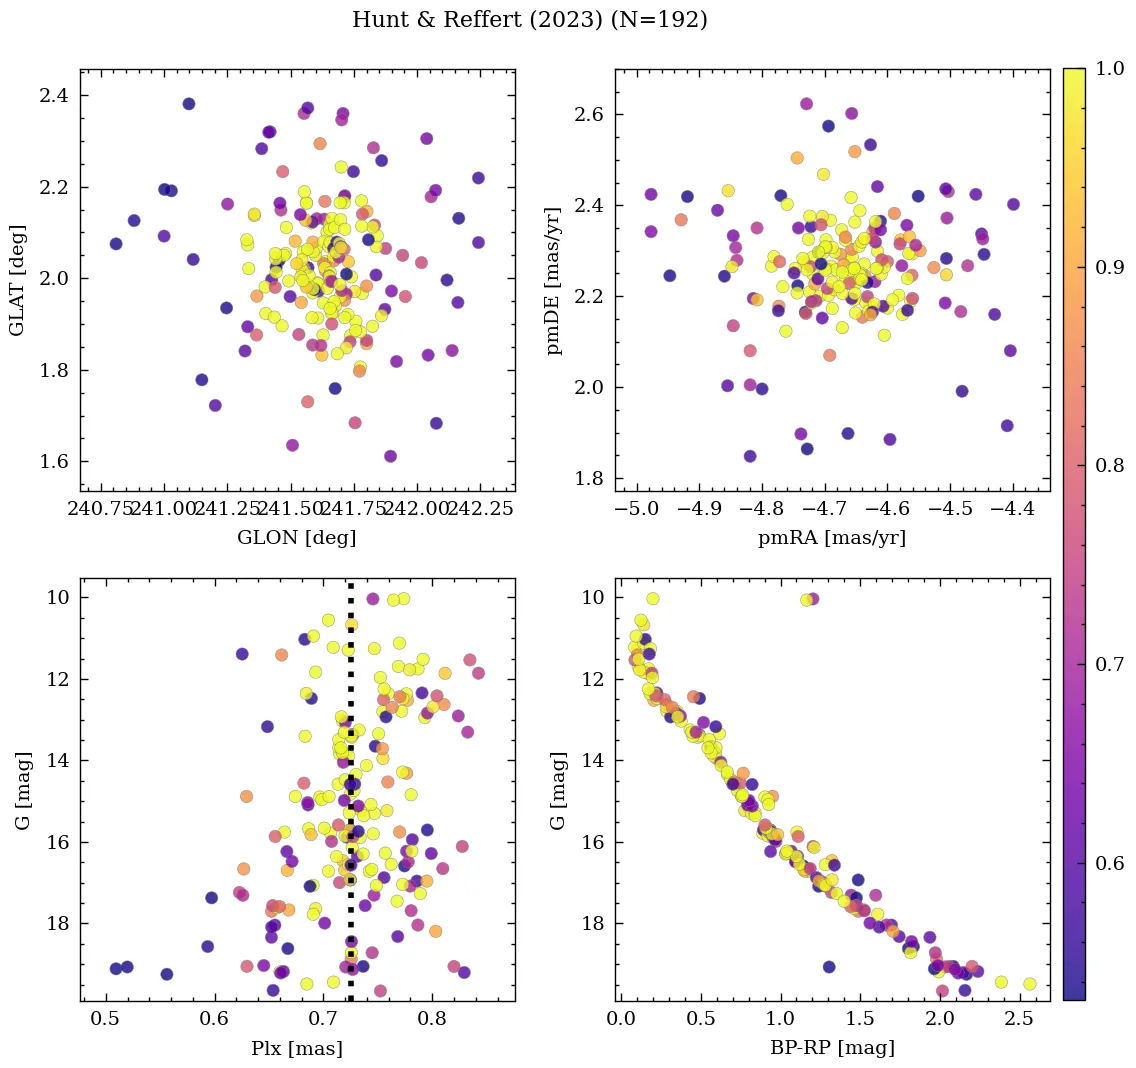 Hunt & Reffert (2023) (N=192)
2.4
2.2
2.0
1.8
1.6
GLAT [deg]
240.75 241.00 241.25 241.50 241.75 242.00 242.25
GLON [deg]
2.6
2.4
2.2
2.0
1.8
pmDE [mas/yr]
−5.0 −4.9 −4.8 −4.7 −4.6 −4.5 −4.4
pmRA [mas/yr]
1.0
0.9
0.8
0.7
0.6
10
12
14
16
18
G [mag]
0.5 0.6 0.7 0.8
Plx [mas]
10
12
14
16
18
G [mag]
0.0 0.5 1.0 1.5 2.0 2.5
BP-RP [mag]